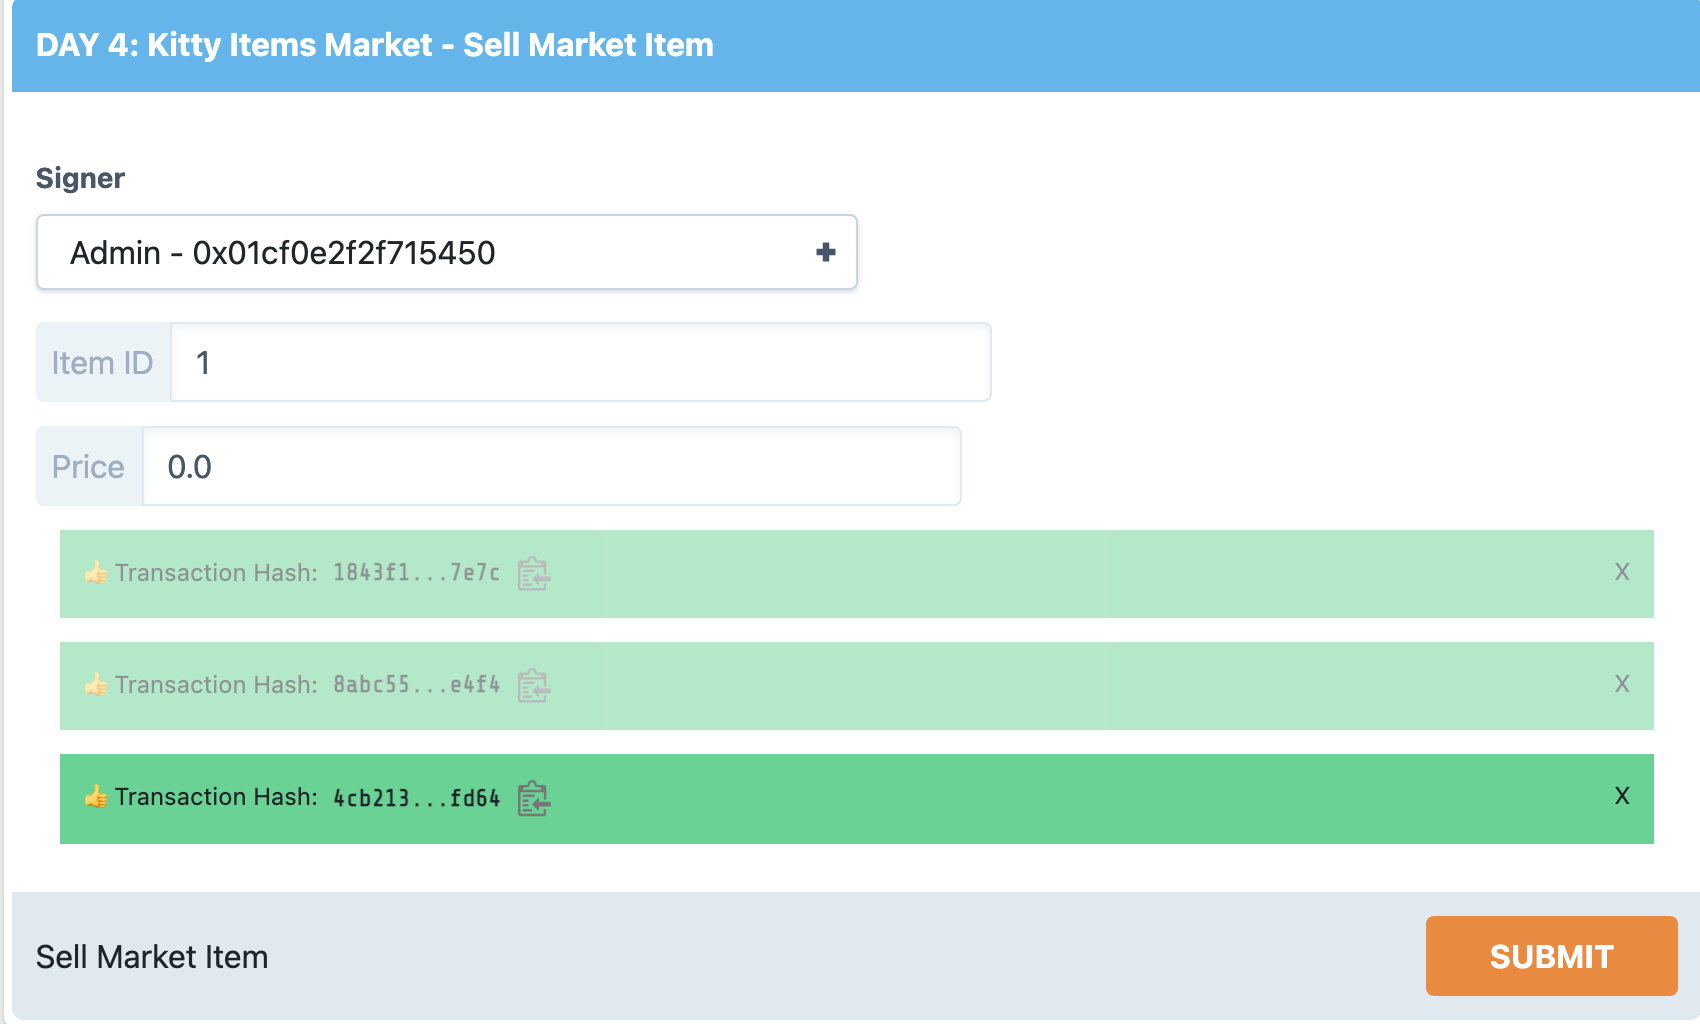 DAY 4: Kitty Items Market - Sell Market Item
Signer
Admin - 0x01cf0e2f2f715450
Item ID 1
Price 0.0
👍 Transaction Hash: 1843f1...7e7c X
👍 Transaction Hash: 8abc55...e4f4 X
👍 Transaction Hash: 4cb213...fd64 X
Sell Market Item SUBMIT